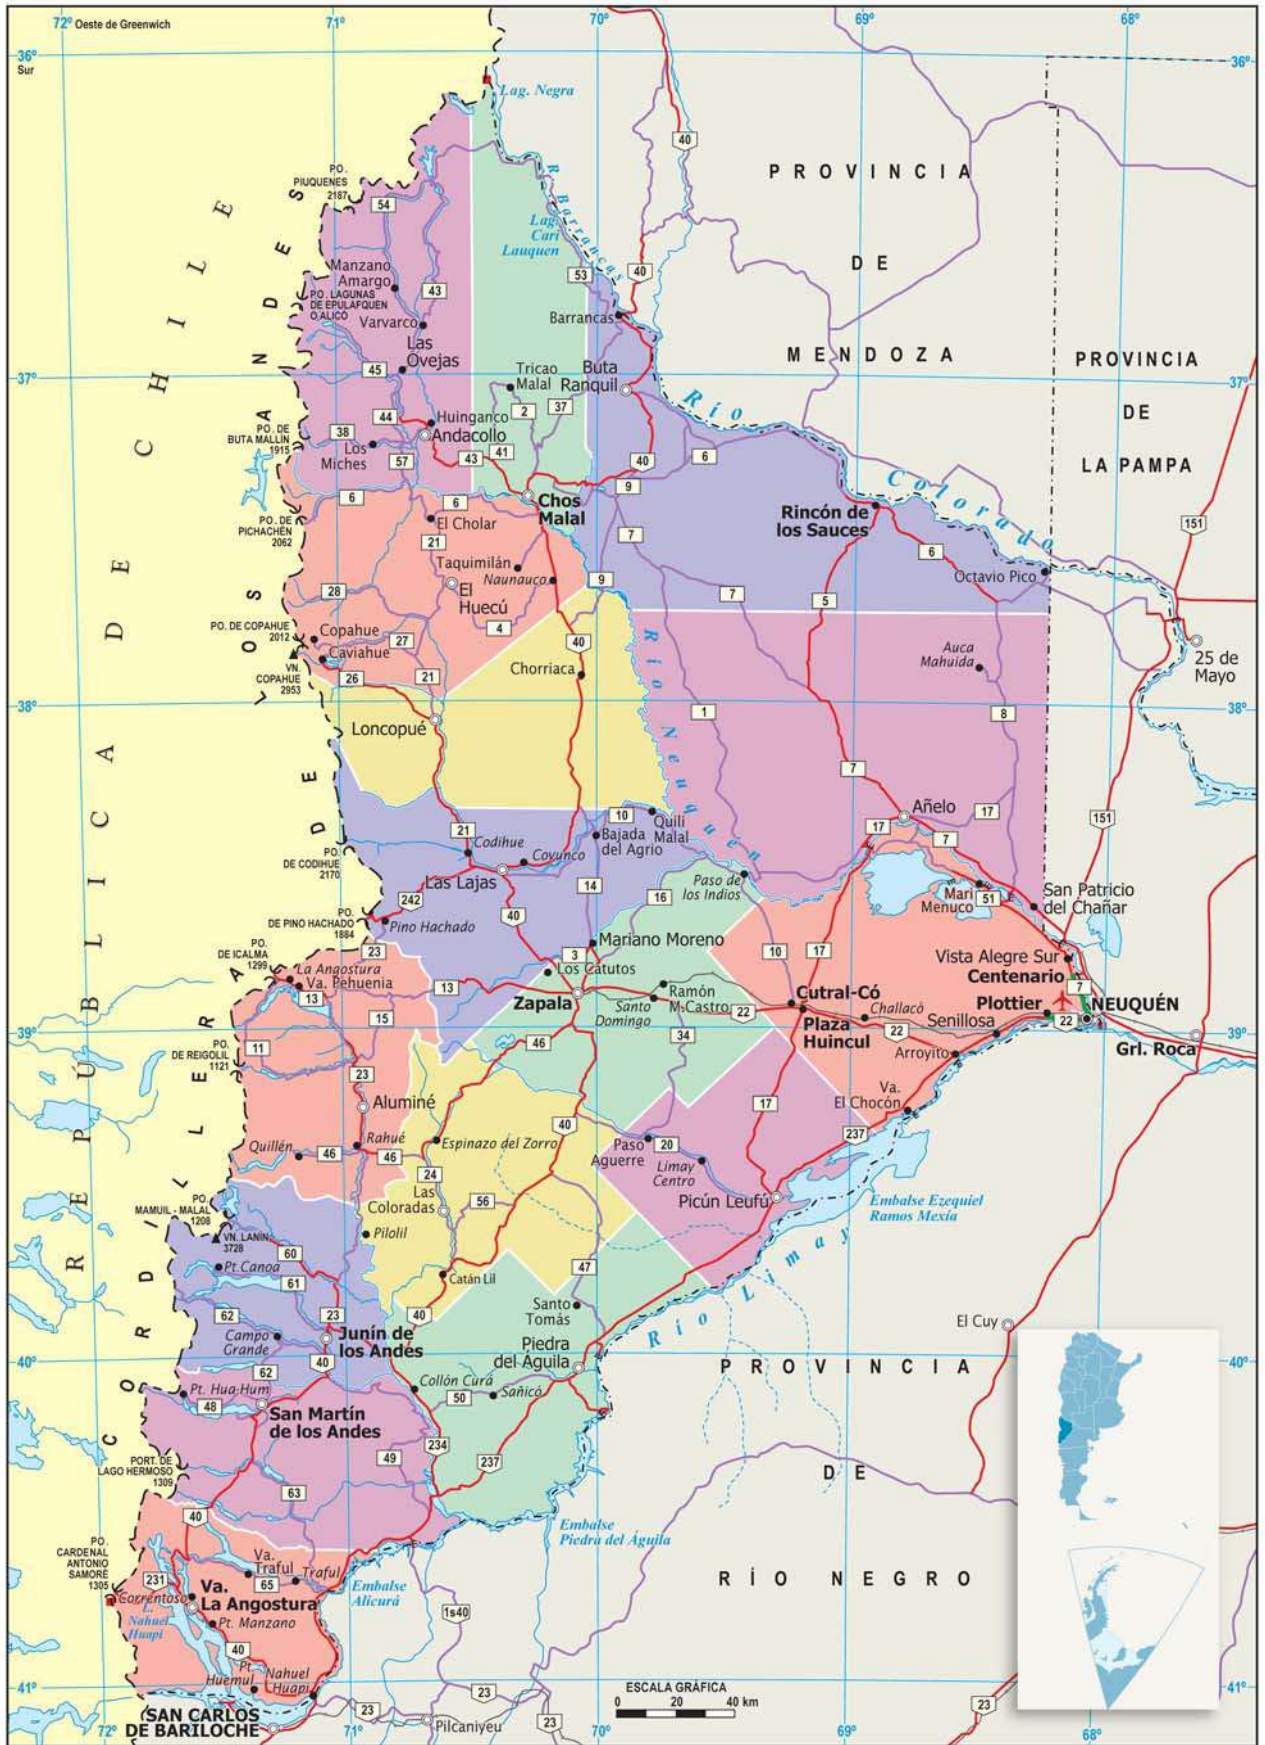 72° Oeste de Greenwich
71°
70°
69°
68°
36°
Sur
36°
Lag. Negra
40
PROVINCIA
DE
MENDOZA
PO.
PIUQUENES
2187
54
R. Barrancas
Lag.
Cari
Lauquen
53
40
Manzano
Amargo
43
PO. LAGUNAS
DE EPULAFQUEN
O ALICO
Varvarco
Barrancas
Las
Ovejas
45
37°
Tricao
Malal
Buta
Ranquil
37°
PROVINCIA
DE
LA PAMPA
2
37
44
Huinganco
38
Andacollo
PO. DE
BUTA MALLÍN
1915
Los
Miches
57
43
41
40
6
9
Río Colorado
6
6
Chos
Malal
Rincón de
los Sauces
151
PO. DE
PICHACHÉN
2062
El Cholar
21
7
6
Taquimilán
Naunauco
9
Octavio Pico
El
Huecú
28
7
5
PO. DE COPAHUE
2012
Copahue
27
4
40
Río Neuquén
Caviahue
VN.
COPAHUE
2953
26
21
Chorriaca
Auca
Mahuida
25 de
Mayo
38°
38°
1
8
Loncopué
7
10
Quili
Malal
Añelo
17
151
21
Codihue
Bajada
del Agrio
17
7
PO.
DE CODIHUE
2170
Covunco
Las Lajas
14
16
Paso de
los Indios
Mari
Menuco
51
San Patricio
del Chañar
242
PO.
DE PINO HACHADO
1884
Pino Hachado
40
23
3
Mariano Moreno
10
17
Vista Alegre Sur
PO.
DE ICALMA
1299
La Angostura
Va. Pehuenia
Los Catutos
Centenario
13
13
Zapala
Ramón
M. Castro
Santo
Domingo
22
Cutral-Có
Challacó
Plottier
7
NEUQUÉN
15
Plaza
Huincul
22
Senillosa
22
39°
39°
11
46
34
Arroyito
Grl. Roca
PO.
DE REIGOLIL
1121
23
Va.
El Chocón
Aluminé
17
40
237
Quillén
Rahué
46
46
Espinazo del Zorro
Paso
Aguerre
20
Limay
Centro
24
Las
Coloradas
56
Picún Leufú
Embalse Ezequiel
Ramos Mexía
PO.
MAMUIL - MALAL
1208
VN. LANÍN
3728
Pilolil
60
Pt. Canoa
61
Catán Lil
47
Río Limay
62
23
40
Santo
Tomás
El Cuy
Campo
Grande
Junín de
los Andes
Piedra
del Águila
40°
40°
40
62
PROVINCIA
DE
RÍO NEGRO
Pt. Hua-Hum
48
Collón Curá
50
Sañicó
San Martín
de los Andes
PORT. DE
LAGO HERMOSO
1309
49
234
237
63
40
Embalse
Piedra del Águila
PO.
CARDENAL
ANTONIO
SAMORÉ
1305
231
Va.
Traful
65
Traful
Correntoso
Va.
La Angostura
Embalse
Alicurá
L.
Nahuel
Huapi
Pt. Manzano
1s40
40
Pt.
Huemul
Nahuel
Huapi
41°
41°
ESCALA GRÁFICA
0 20 40 km
SAN CARLOS
DE BARILOCHE
23
23
23
23
Pilcaniyeu
72°
71°
70°
69°
68°
REPÚBLICA DE CHILE
CORDILLERA DE LOS ANDES